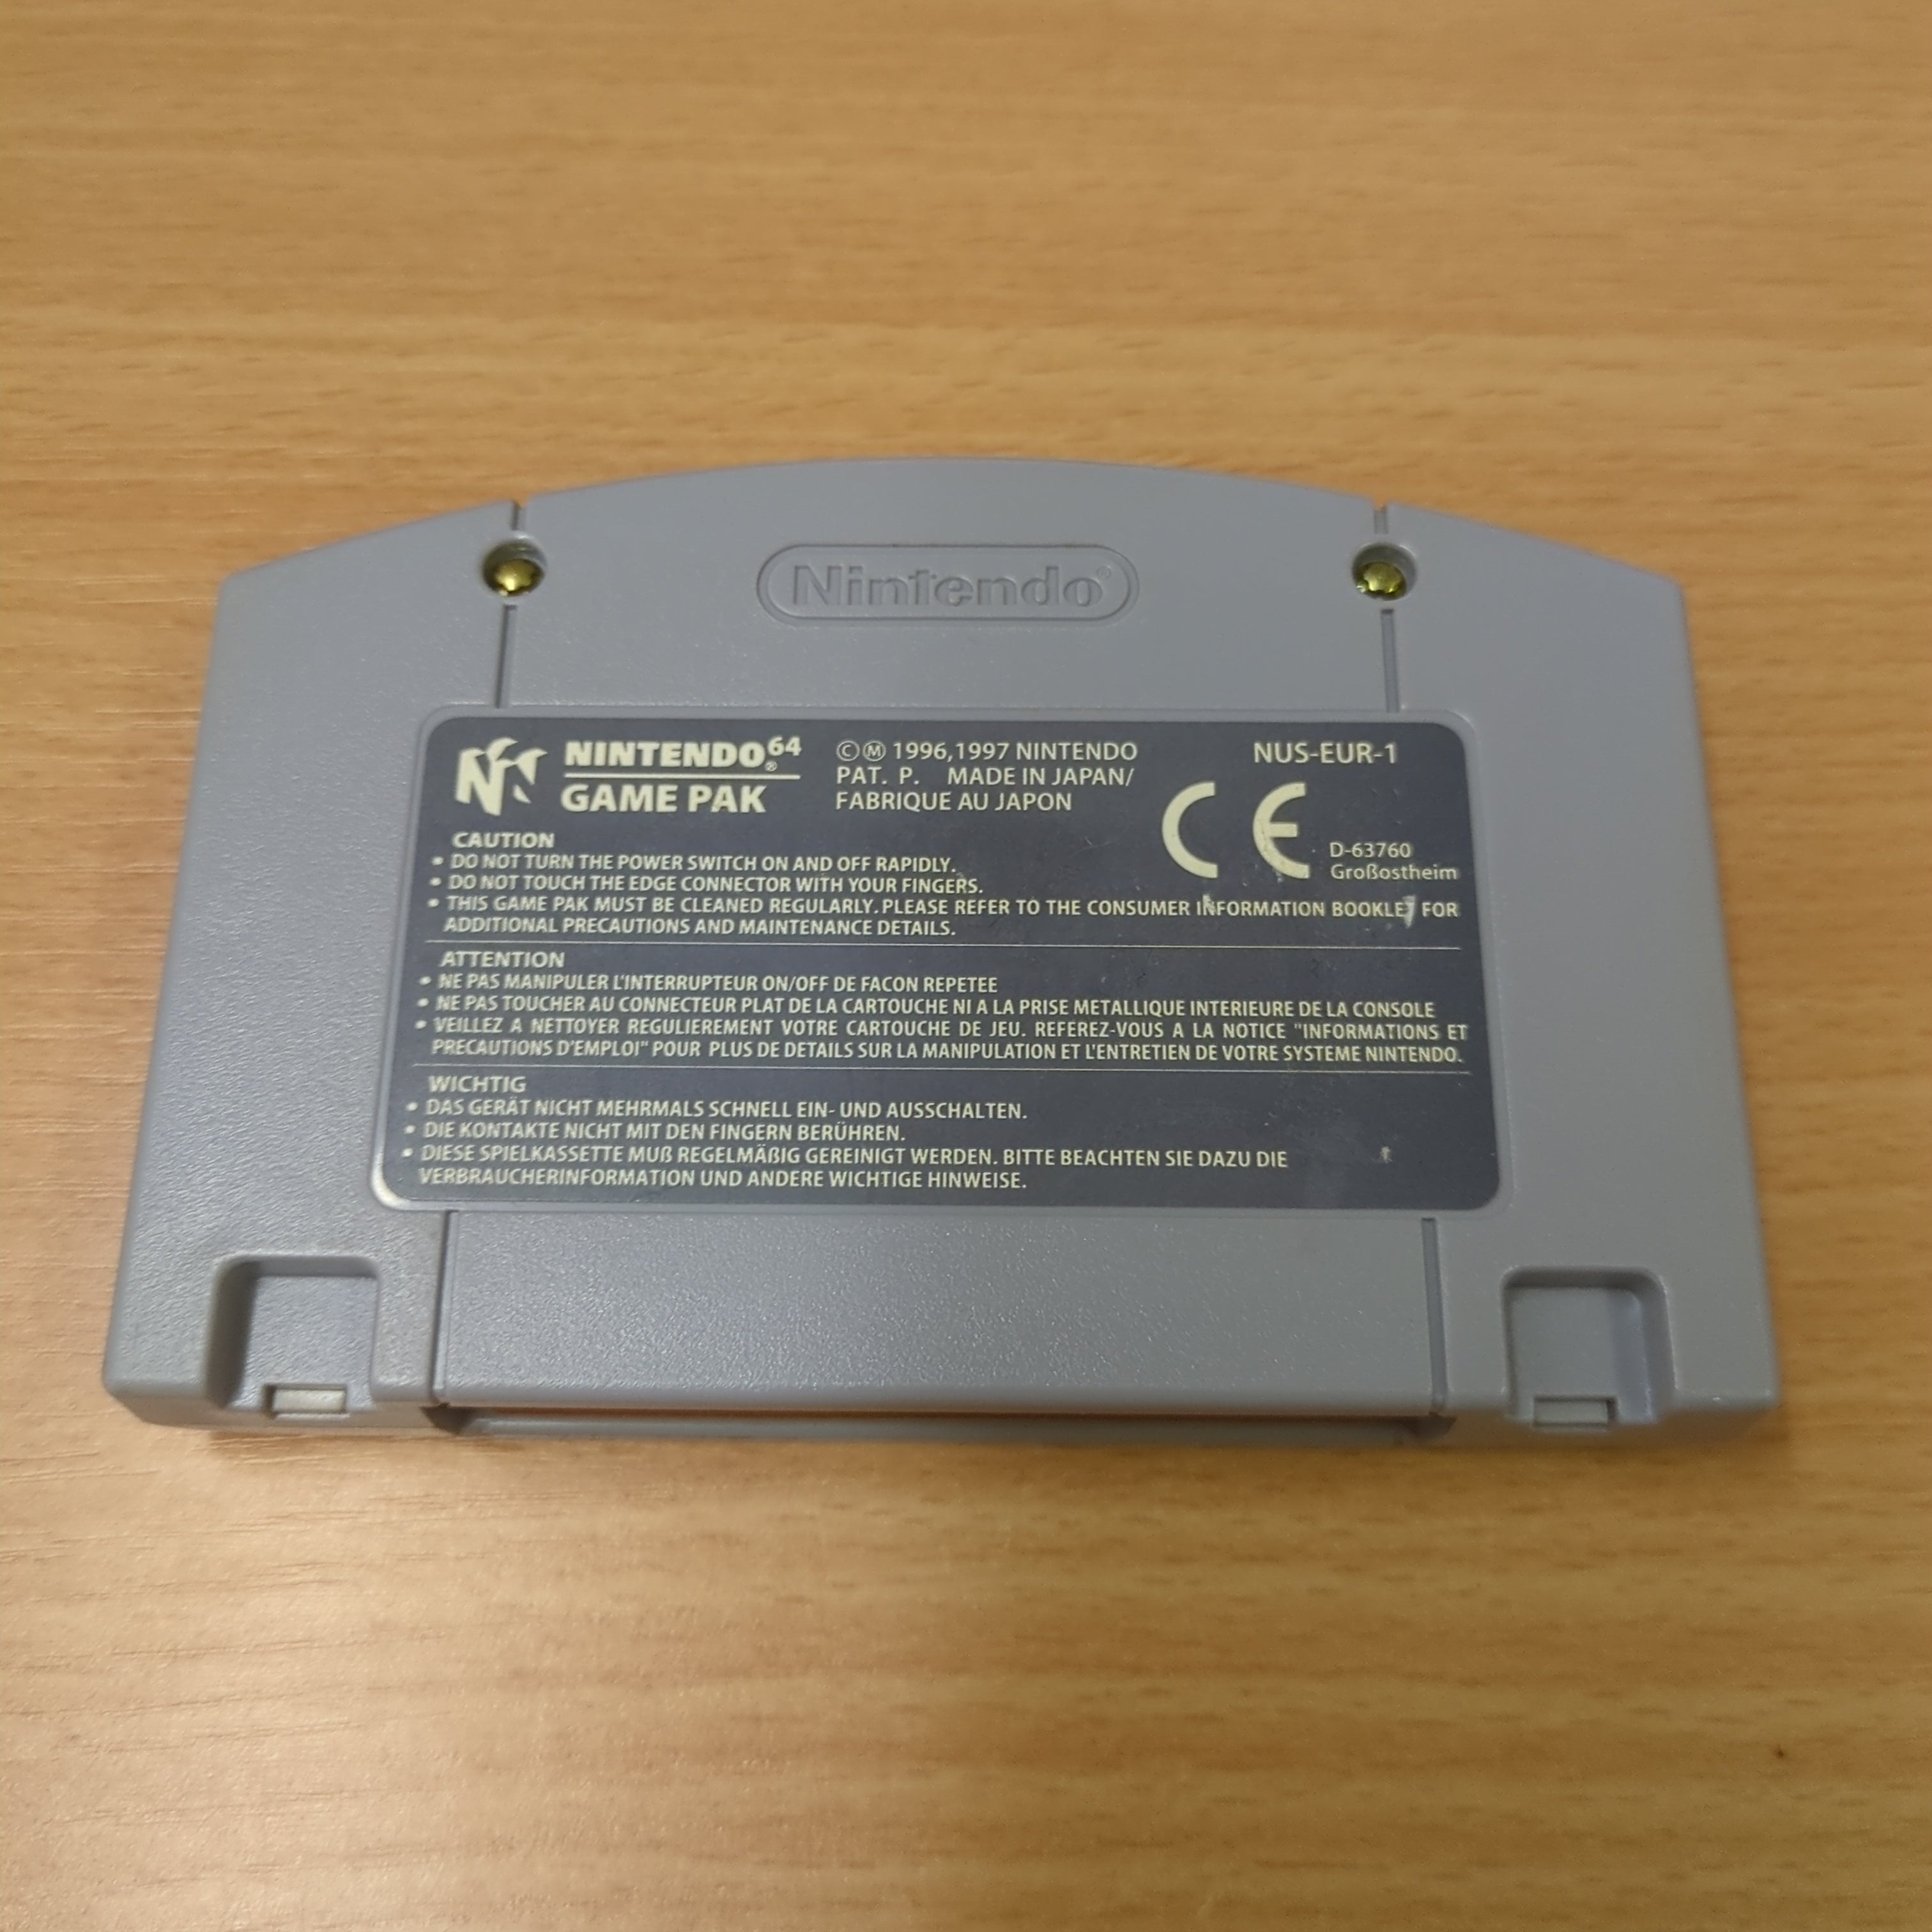 Nintendo®
NINTENDO64®
GAME PAK
©Ⓜ 1996,1997 NINTENDO
PAT. P. MADE IN JAPAN/
FABRIQUE AU JAPON
NUS-EUR-1
CE
D-63760
Großostheim
CAUTION
• DO NOT TURN THE POWER SWITCH ON AND OFF RAPIDLY.
• DO NOT TOUCH THE EDGE CONNECTOR WITH YOUR FINGERS.
• THIS GAME PAK MUST BE CLEANED REGULARLY. PLEASE REFER TO THE CONSUMER INFORMATION BOOKLET FOR
ADDITIONAL PRECAUTIONS AND MAINTENANCE DETAILS.
ATTENTION
• NE PAS MANIPULER L'INTERRUPTEUR ON/OFF DE FACON REPETEE
• NE PAS TOUCHER AU CONNECTEUR PLAT DE LA CARTOUCHE NI A LA PRISE METALLIQUE INTERIEURE DE LA CONSOLE
• VEILLEZ A NETTOYER REGULIEREMENT VOTRE CARTOUCHE DE JEU. REFEREZ-VOUS A LA NOTICE "INFORMATIONS ET
PRECAUTIONS D'EMPLOI" POUR PLUS DE DETAILS SUR LA MANIPULATION ET L'ENTRETIEN DE VOTRE SYSTEME NINTENDO.
WICHTIG
• DAS GERÄT NICHT MEHRMALS SCHNELL EIN- UND AUSSCHALTEN.
• DIE KONTAKTE NICHT MIT DEN FINGERN BERÜHREN.
• DIESE SPIELKASSETTE MUß REGELMÄßIG GEREINIGT WERDEN. BITTE BEACHTEN SIE DAZU DIE
VERBRAUCHERINFORMATION UND ANDERE WICHTIGE HINWEISE.